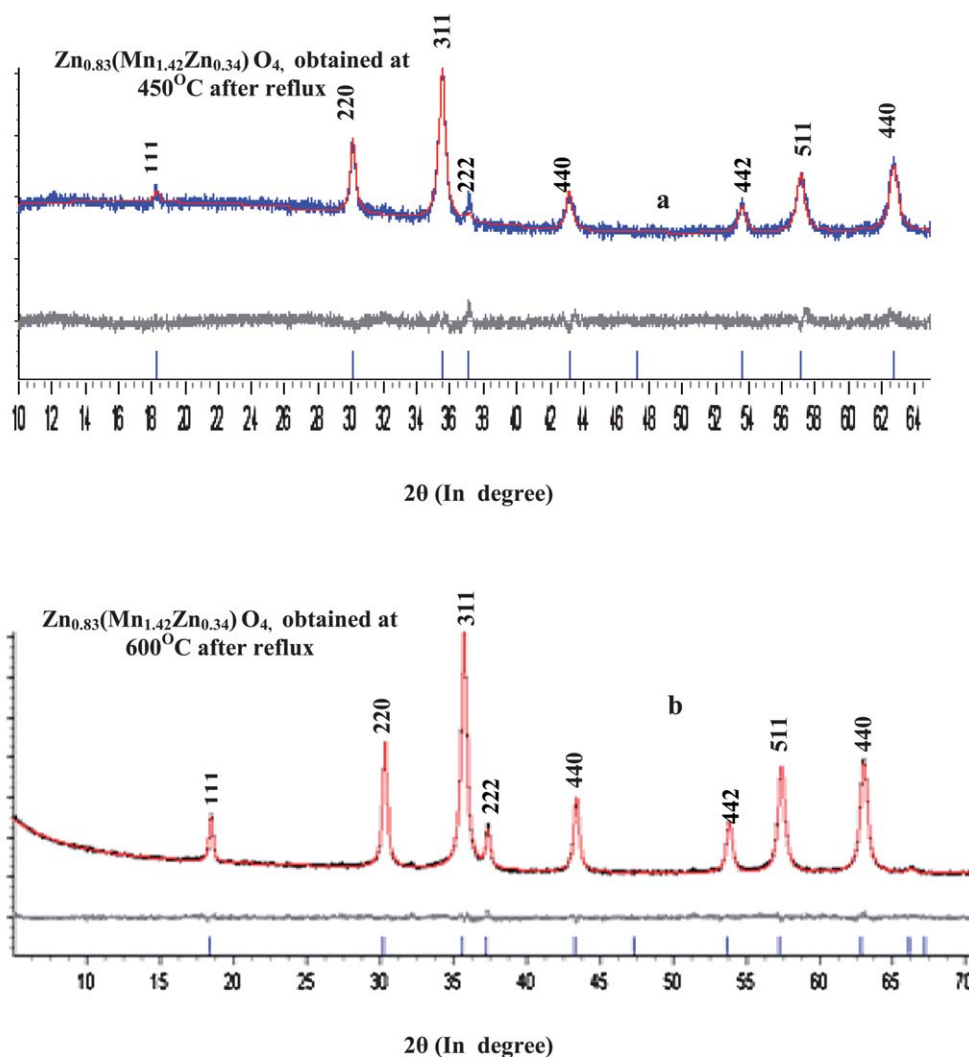 Zn0.83(Mn1.42Zn0.34) O4, obtained at
450OC after reflux
111
220
311
222
440
a
442
511
440
10 12 14 16 18 20 22 24 26 28 30 32 34 36 38 40 42 44 46 48 50 52 54 56 58 60 62 64
2θ (In degree)
Zn0.83(Mn1.42Zn0.34) O4, obtained at
600OC after reflux
111
220
311
222
440
b
442
511
440
10 15 20 25 30 35 40 45 50 55 60 65 70
2θ (In degree)